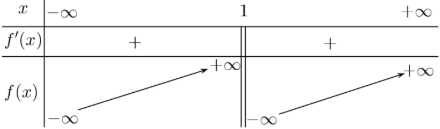 x −∞ 1 +∞
f′(x) + +
+∞ +∞
f(x)
−∞ −∞